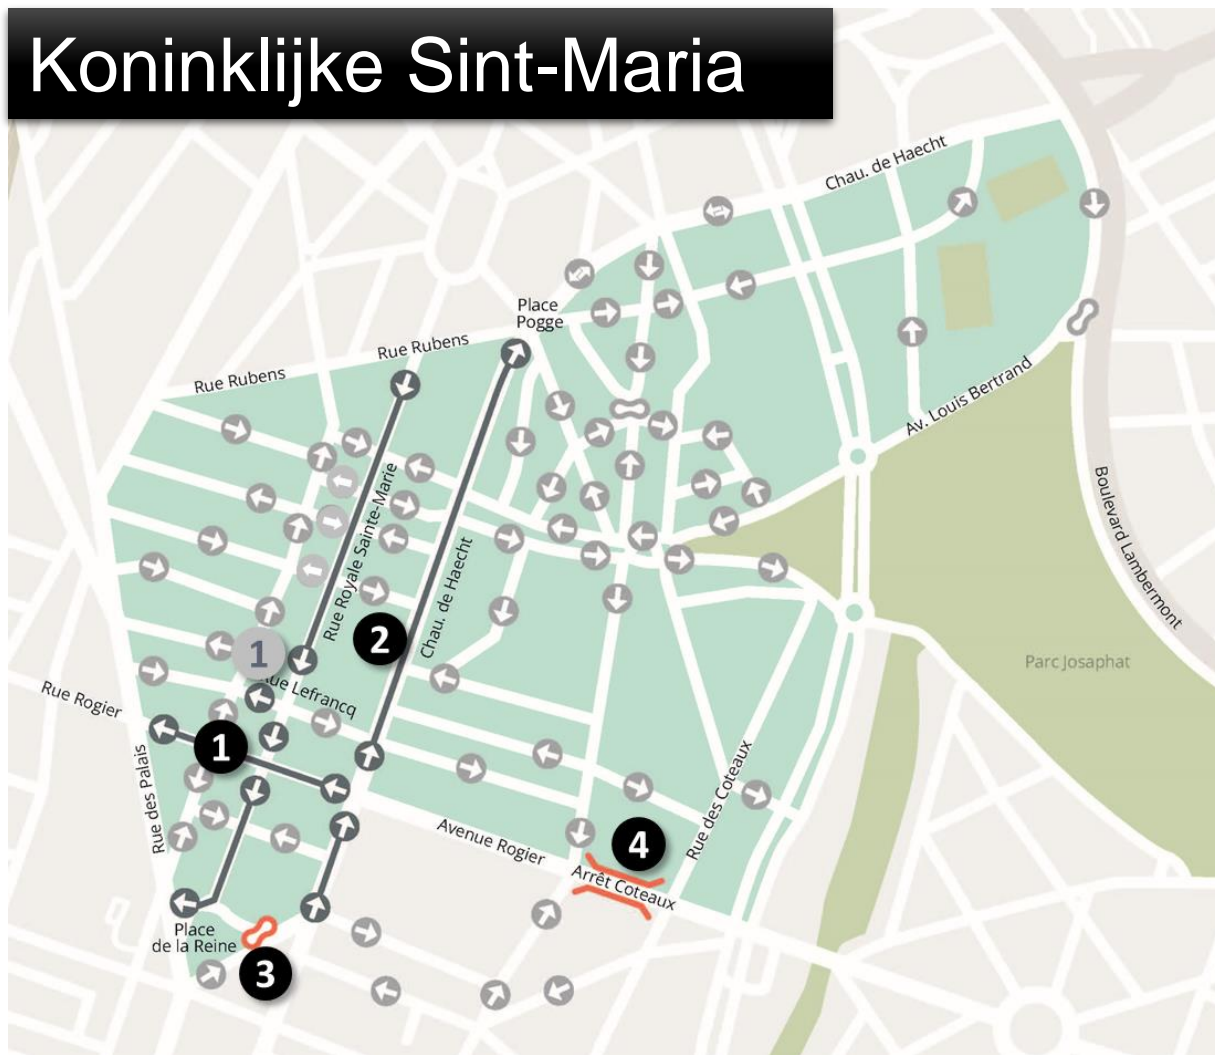 Koninklijke Sint-Maria
Chau. de Haecht
Place
Pogge
Rue Rubens
Rue Rubens
Av. Louis Bertrand
Boulevard Lambermont
Rue Royale Sainte-Marie
Chau. de Haecht
2
1
Parc Josaphat
Rue Lefrancq
Rue Rogier
1
Rue des Palais
Rue des Coteaux
Avenue Rogier
4
Arrêt Coteaux
Place
de la Reine
3